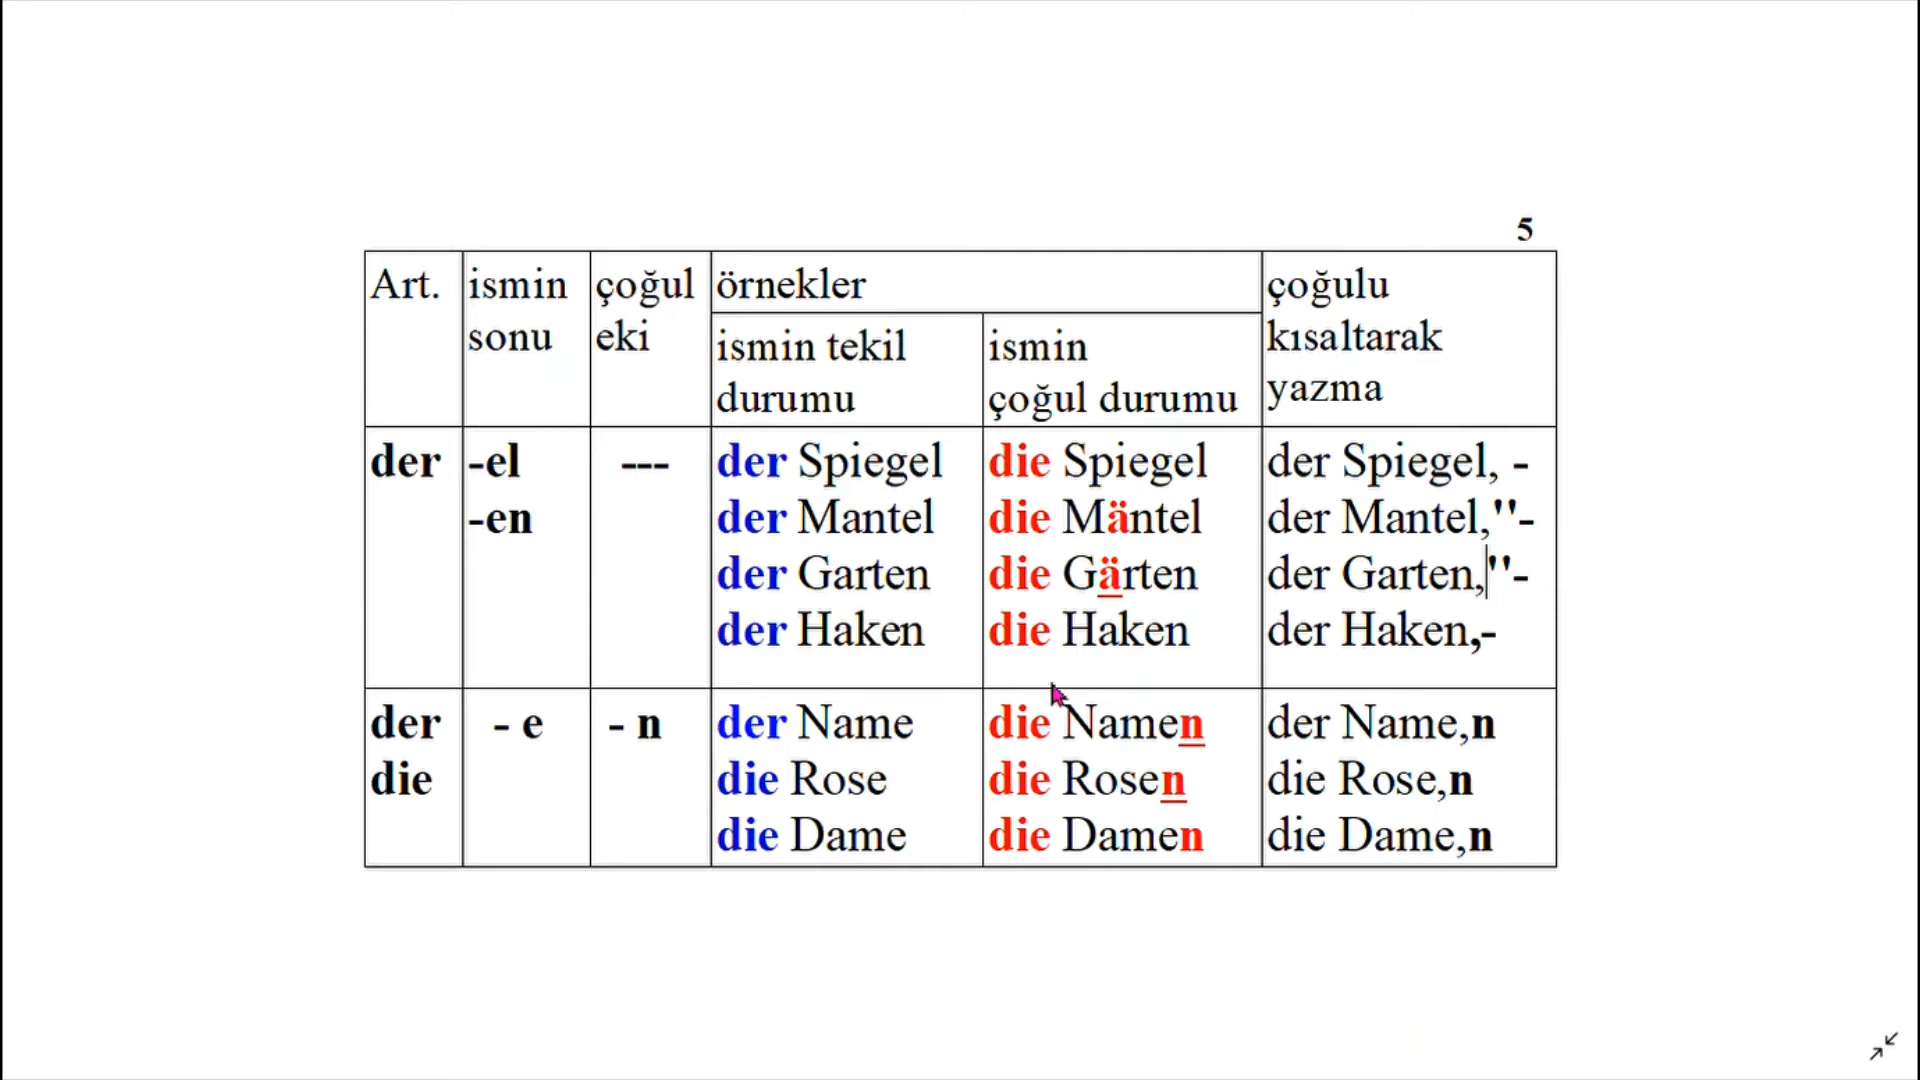 5
Art. ismin sonu çoğul eki örnekler çoğulu kısaltarak yazma
ismin tekil durumu ismin çoğul durumu
der -el --- der Spiegel die Spiegel der Spiegel, -
-en der Mantel die Mäntel der Mantel,''-
der Garten die Gärten der Garten,''-
der Haken die Haken der Haken,-
der - e - n der Name die Namen der Name,n
die die Rose die Rosen die Rose,n
die Dame die Damen die Dame,n